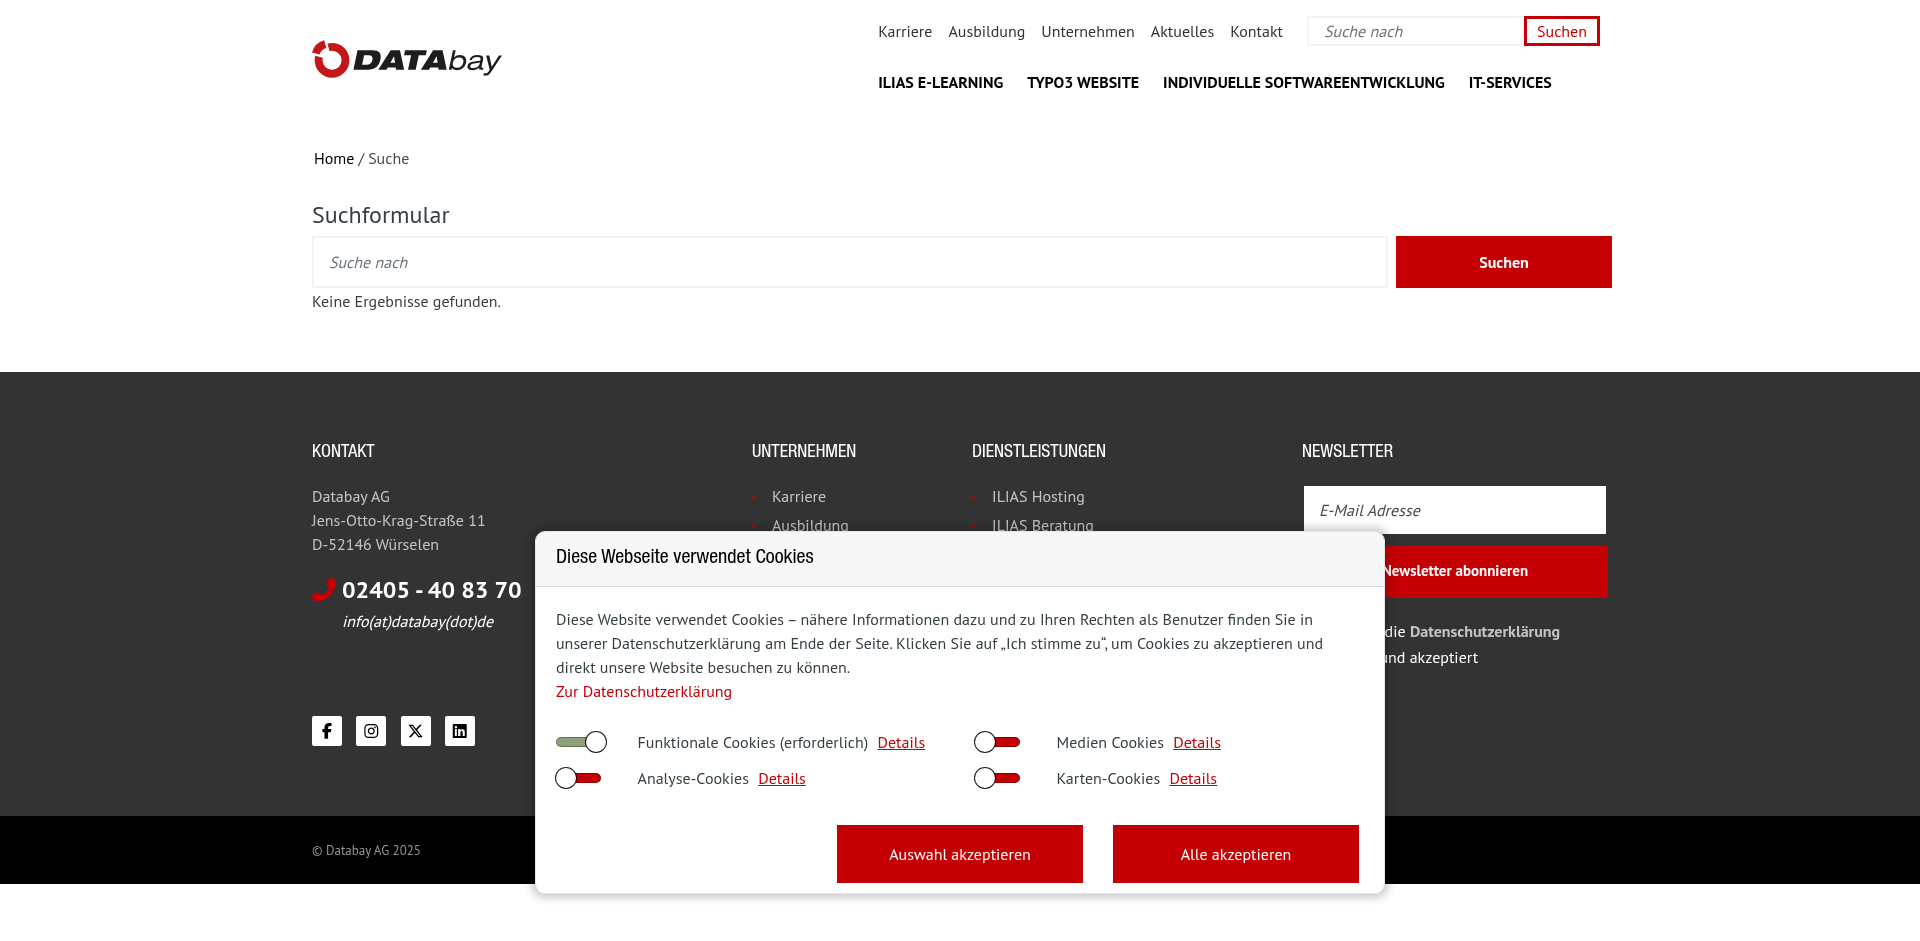 DATAbay
Karriere Ausbildung Unternehmen Aktuelles Kontakt Suche nach Suchen
ILIAS E-LEARNING TYPO3 WEBSITE INDIVIDUELLE SOFTWAREENTWICKLUNG IT-SERVICES
Home / Suche
Suchformular
Suche nach Suchen
Keine Ergebnisse gefunden.
KONTAKT
Databay AG
Jens-Otto-Krag-Straße 11
D-52146 Würselen
02405 - 40 83 70
info(at)databay(dot)de
UNTERNEHMEN
Karriere
Ausbildung
DIENSTLEISTUNGEN
ILIAS Hosting
ILIAS Beratung
NEWSLETTER
E-Mail Adresse
Newsletter abonnieren
die Datenschutzerklärung
und akzeptiert
Diese Webseite verwendet Cookies
Diese Website verwendet Cookies – nähere Informationen dazu und zu Ihren Rechten als Benutzer finden Sie in
unserer Datenschutzerklärung am Ende der Seite. Klicken Sie auf „Ich stimme zu“, um Cookies zu akzeptieren und
direkt unsere Website besuchen zu können.
Zur Datenschutzerklärung
Funktionale Cookies (erforderlich) Details Medien Cookies Details
Analyse-Cookies Details Karten-Cookies Details
Auswahl akzeptieren Alle akzeptieren
© Databay AG 2025